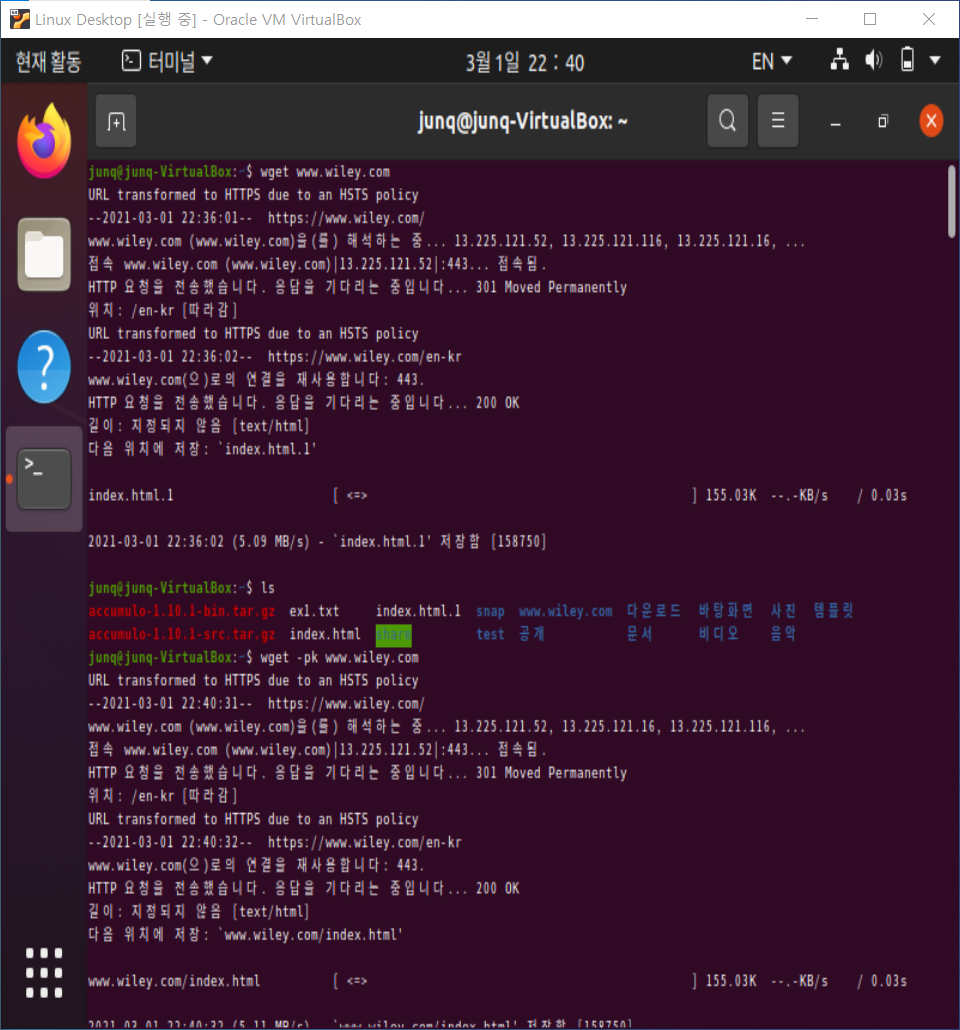 Linux Desktop [실행 중] - Oracle VM VirtualBox
현재 활동 터미널 3월 1일 22 : 40 EN
junq@junq-VirtualBox: ~
junq@junq-VirtualBox:~$ wget www.wiley.com
URL transformed to HTTPS due to an HSTS policy
--2021-03-01 22:36:01-- https://www.wiley.com/
www.wiley.com (www.wiley.com)을(를) 해석하는 중... 13.225.121.52, 13.225.121.116, 13.225.121.16, ...
접속 www.wiley.com (www.wiley.com)|13.225.121.52|:443... 접속됨.
HTTP 요청을 전송했습니다. 응답을 기다리는 중입니다... 301 Moved Permanently
위치: /en-kr [따라감]
URL transformed to HTTPS due to an HSTS policy
--2021-03-01 22:36:02-- https://www.wiley.com/en-kr
www.wiley.com(으)로의 연결을 재사용합니다: 443.
HTTP 요청을 전송했습니다. 응답을 기다리는 중입니다... 200 OK
길이: 지정되지 않음 [text/html]
다음 위치에 저장: `index.html.1'
index.html.1 [ <=> ] 155.03K --.-KB/s / 0.03s
2021-03-01 22:36:02 (5.09 MB/s) - `index.html.1' 저장함 [158750]
junq@junq-VirtualBox:~$ ls
accumulo-1.10.1-bin.tar.gz ex1.txt index.html.1 snap www.wiley.com 다운로드 바탕화면 사진 템플릿
accumulo-1.10.1-src.tar.gz index.html share test 공개 문서 비디오 음악
junq@junq-VirtualBox:~$ wget -pk www.wiley.com
URL transformed to HTTPS due to an HSTS policy
--2021-03-01 22:40:31-- https://www.wiley.com/
www.wiley.com (www.wiley.com)을(를) 해석하는 중... 13.225.121.52, 13.225.121.16, 13.225.121.116, ...
접속 www.wiley.com (www.wiley.com)|13.225.121.52|:443... 접속됨.
HTTP 요청을 전송했습니다. 응답을 기다리는 중입니다... 301 Moved Permanently
위치: /en-kr [따라감]
URL transformed to HTTPS due to an HSTS policy
--2021-03-01 22:40:32-- https://www.wiley.com/en-kr
www.wiley.com(으)로의 연결을 재사용합니다: 443.
HTTP 요청을 전송했습니다. 응답을 기다리는 중입니다... 200 OK
길이: 지정되지 않음 [text/html]
다음 위치에 저장: `www.wiley.com/index.html'
www.wiley.com/index.html [ <=> ] 155.03K --.-KB/s / 0.03s
2021-03-01 22:40:32 (5.11 MB/s) - `www.wiley.com/index.html' 저장함 [158750]